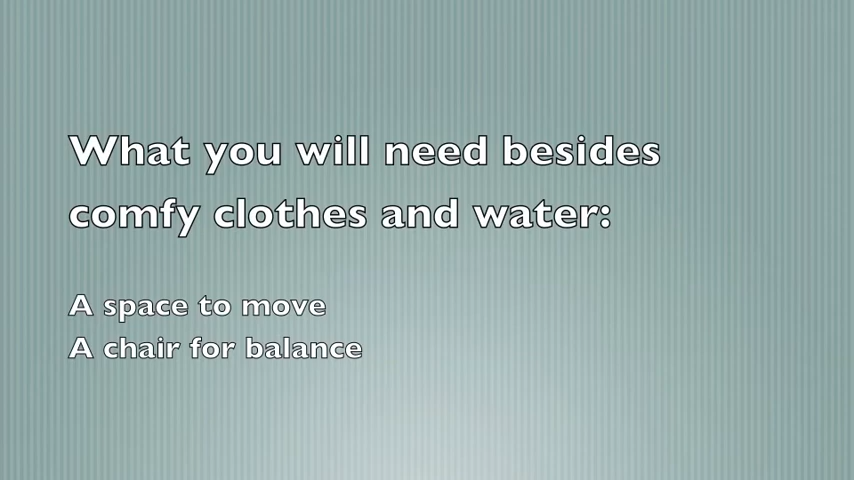 What you will need besides
comfy clothes and water:
A space to move
A chair for balance